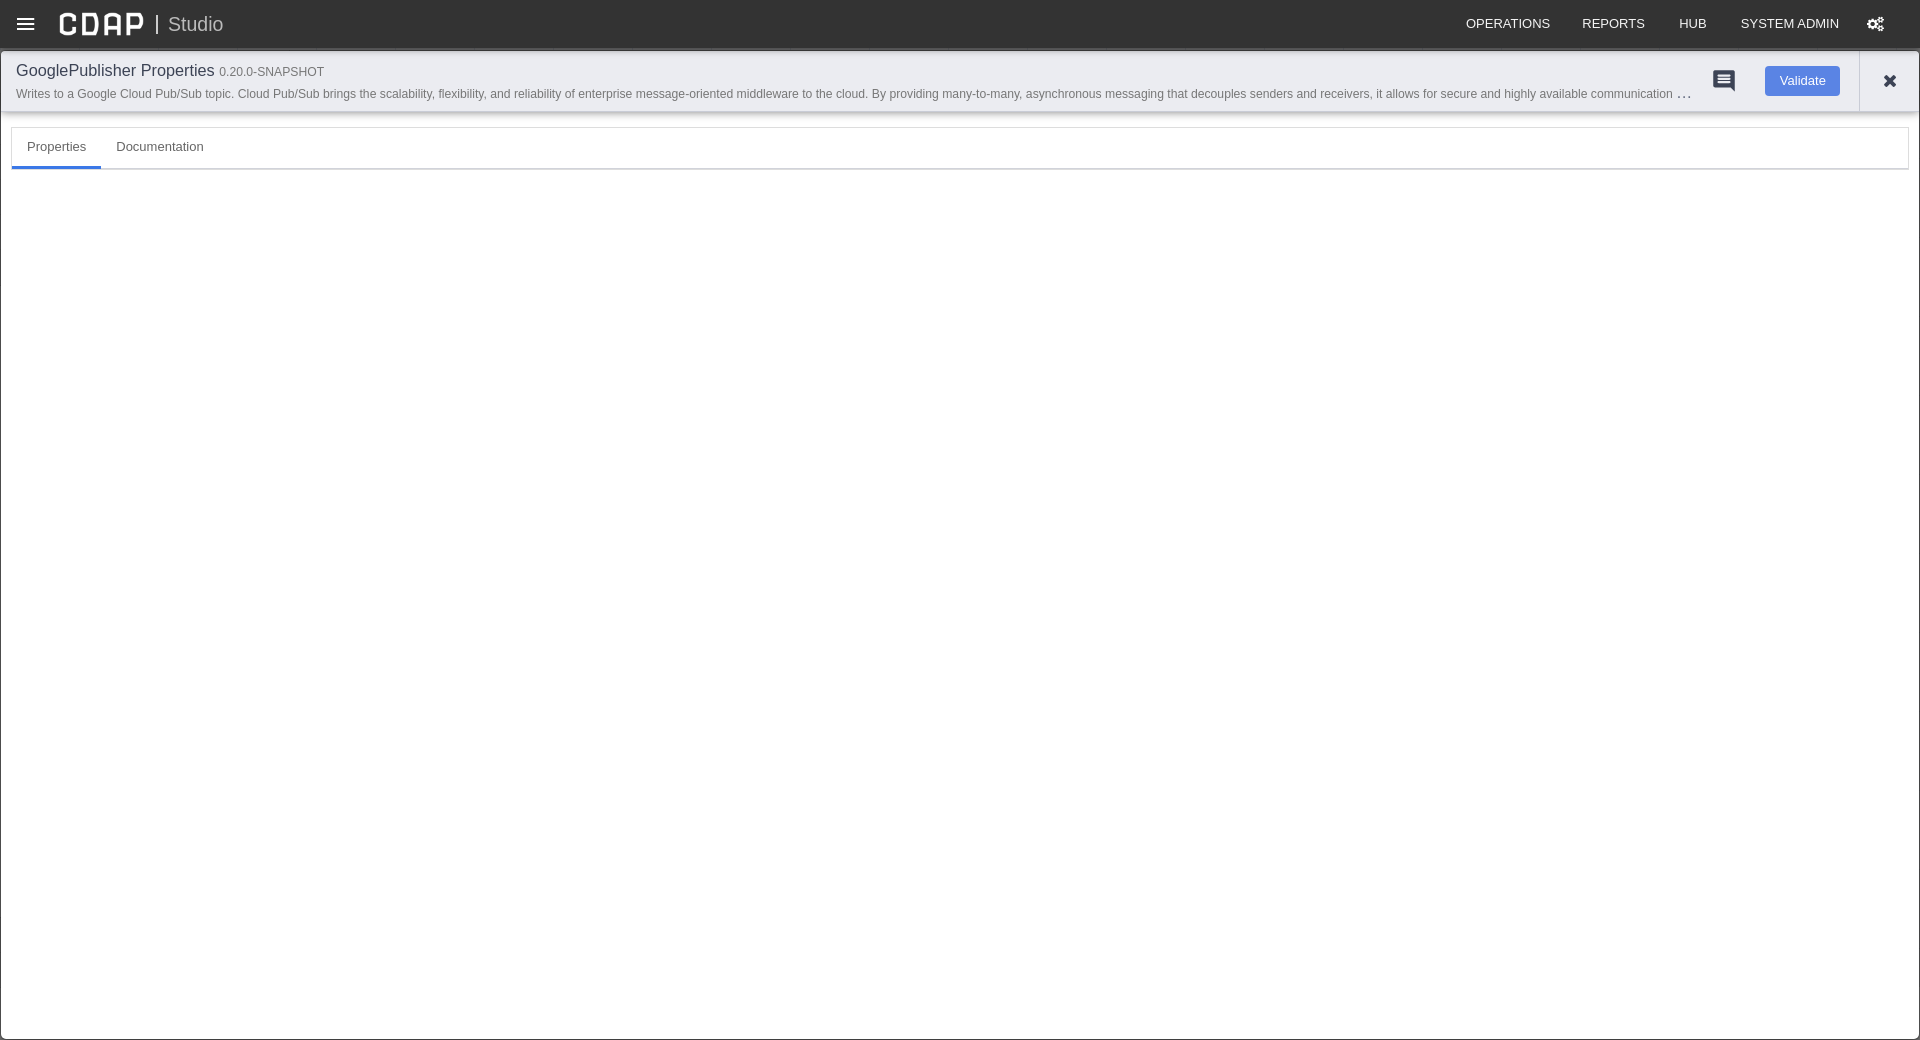 CDAP | Studio OPERATIONS REPORTS HUB SYSTEM ADMIN
GooglePublisher Properties 0.20.0-SNAPSHOT
Writes to a Google Cloud Pub/Sub topic. Cloud Pub/Sub brings the scalability, flexibility, and reliability of enterprise message-oriented middleware to the cloud. By providing many-to-many, asynchronous messaging that decouples senders and receivers, it allows for secure and highly available communication ...
Validate
Properties Documentation